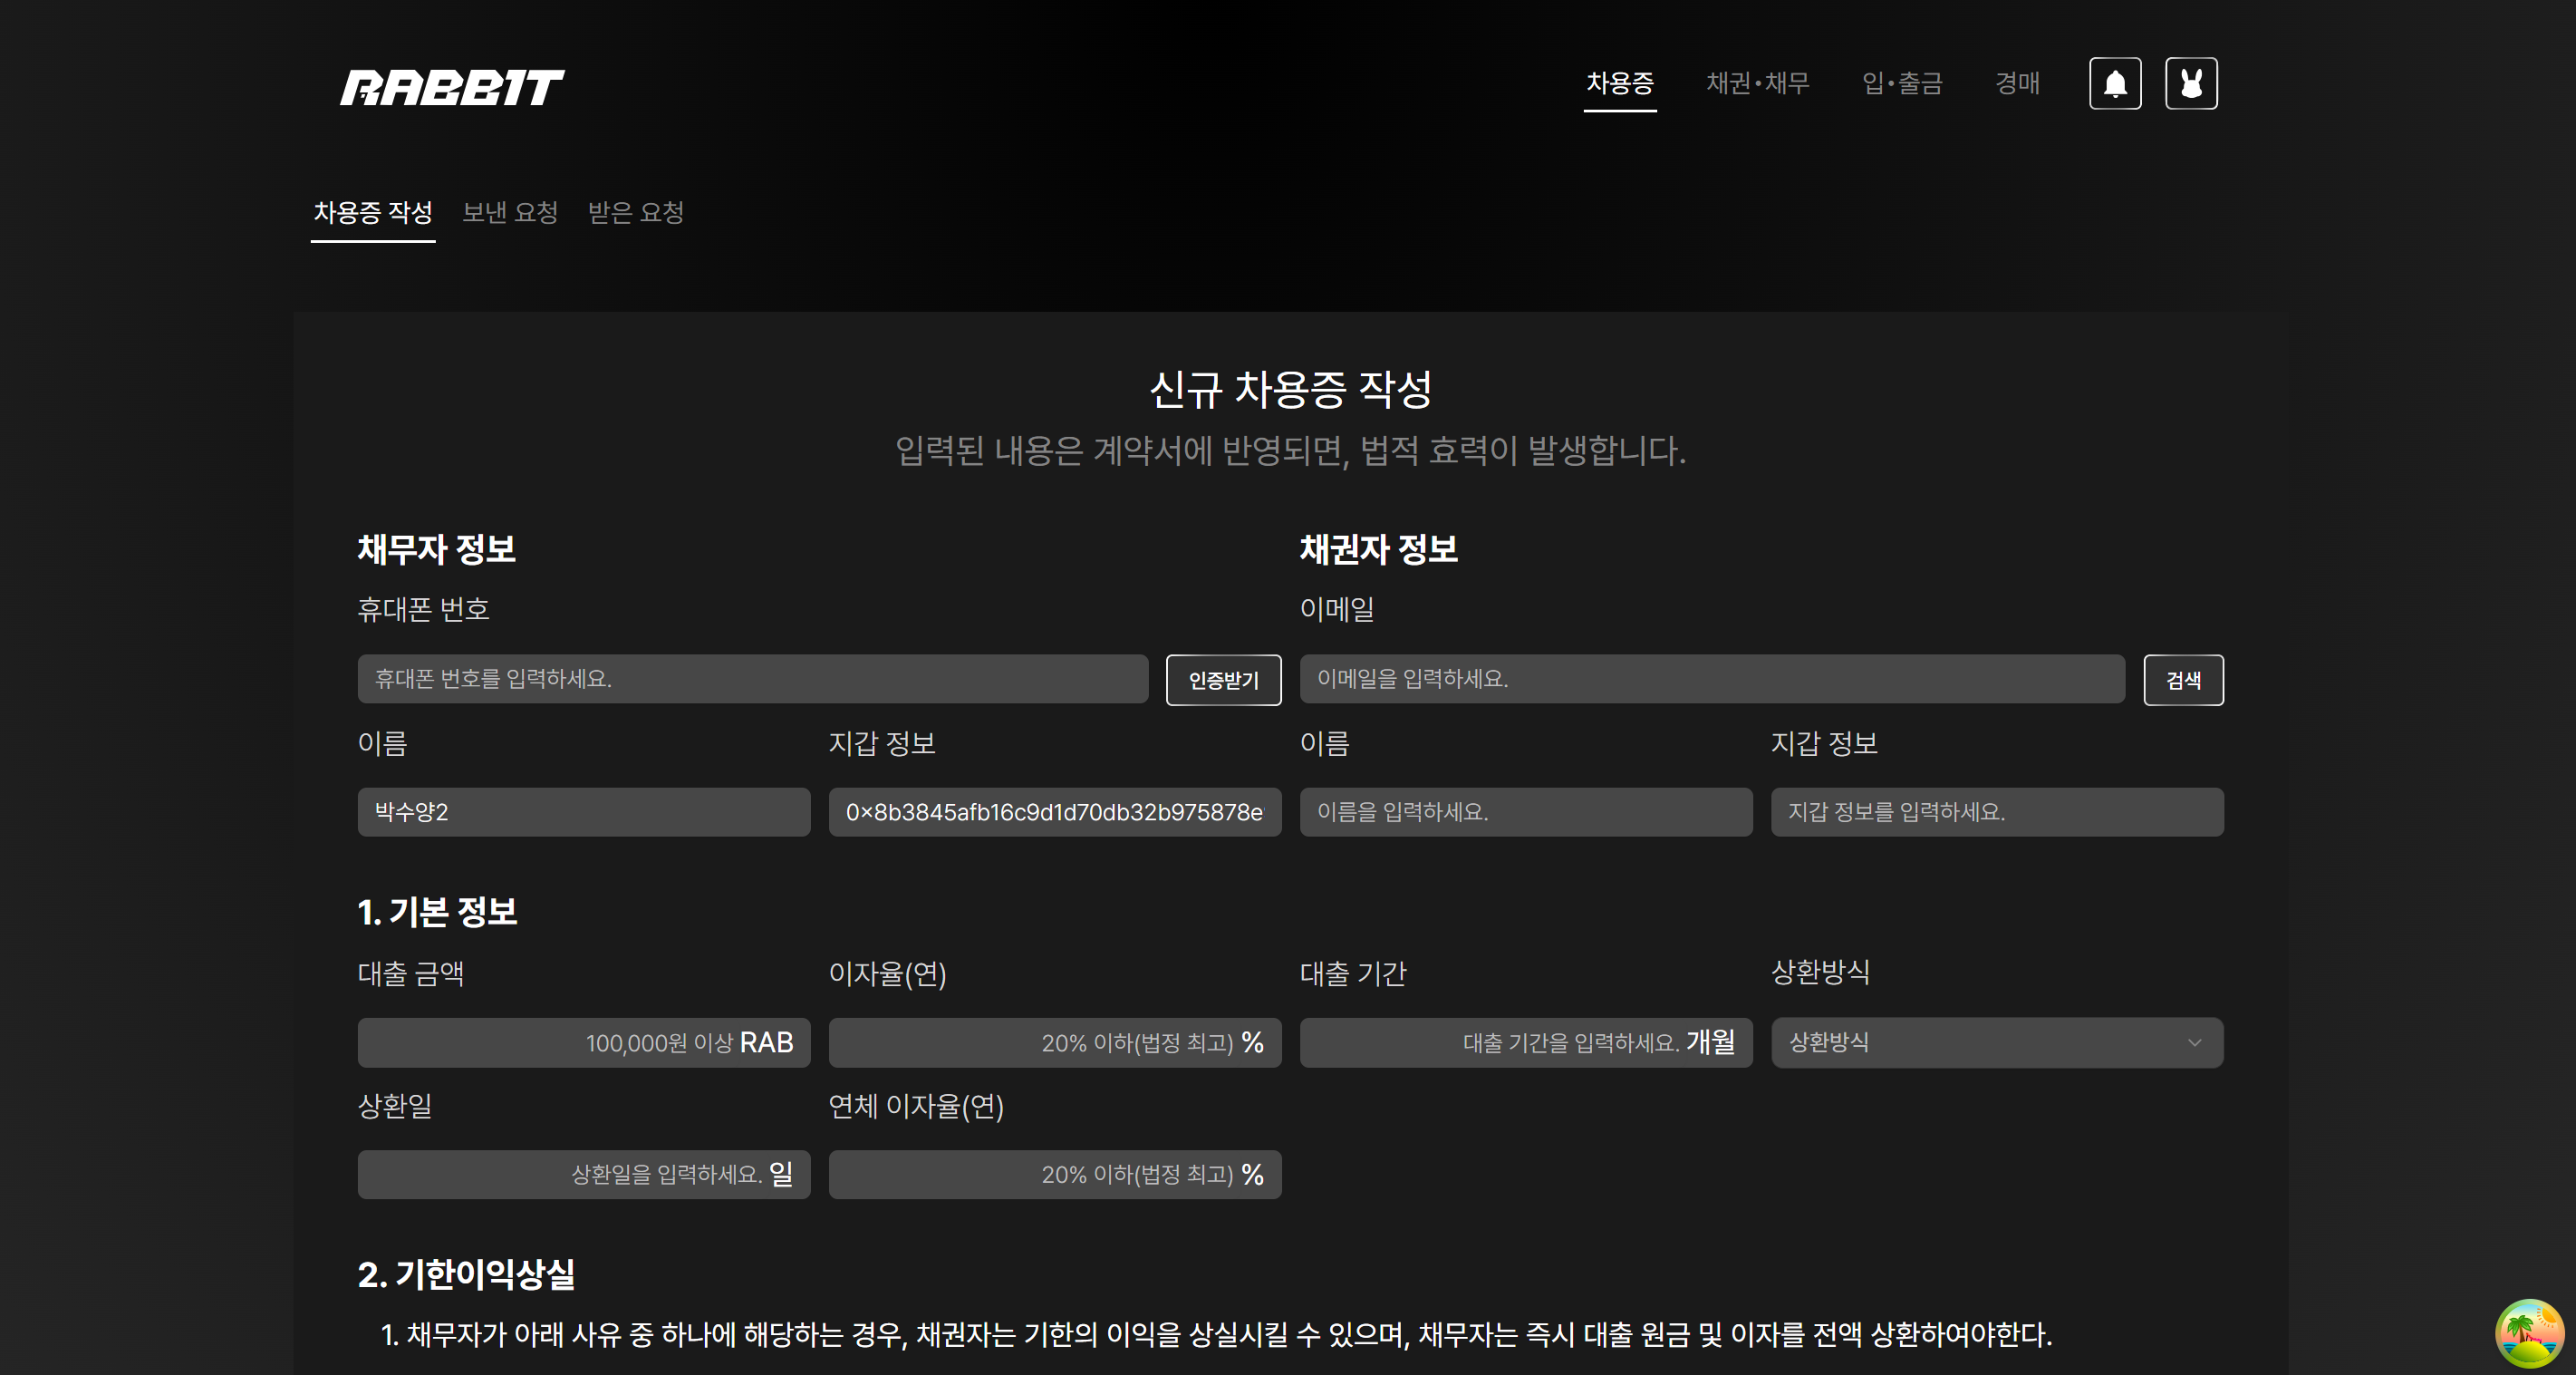 RABB1T
차용증 채권•채무 입•출금 경매
차용증 작성 보낸 요청 받은 요청
신규 차용증 작성
입력된 내용은 계약서에 반영되면, 법적 효력이 발생합니다.
채무자 정보 채권자 정보
휴대폰 번호 이메일
휴대폰 번호를 입력하세요. 인증받기 이메일을 입력하세요. 검색
이름 지갑 정보 이름 지갑 정보
박수양2 0x8b3845afb16c9d1d70db32b975878e 이름을 입력하세요. 지갑 정보를 입력하세요.
1. 기본 정보
대출 금액 이자율(연) 대출 기간 상환방식
100,000원 이상 RAB 20% 이하(법정 최고) % 대출 기간을 입력하세요. 개월 상환방식
상환일 연체 이자율(연)
상환일을 입력하세요. 일 20% 이하(법정 최고) %
2. 기한이익상실
1. 채무자가 아래 사유 중 하나에 해당하는 경우, 채권자는 기한의 이익을 상실시킬 수 있으며, 채무자는 즉시 대출 원금 및 이자를 전액 상환하여야한다.